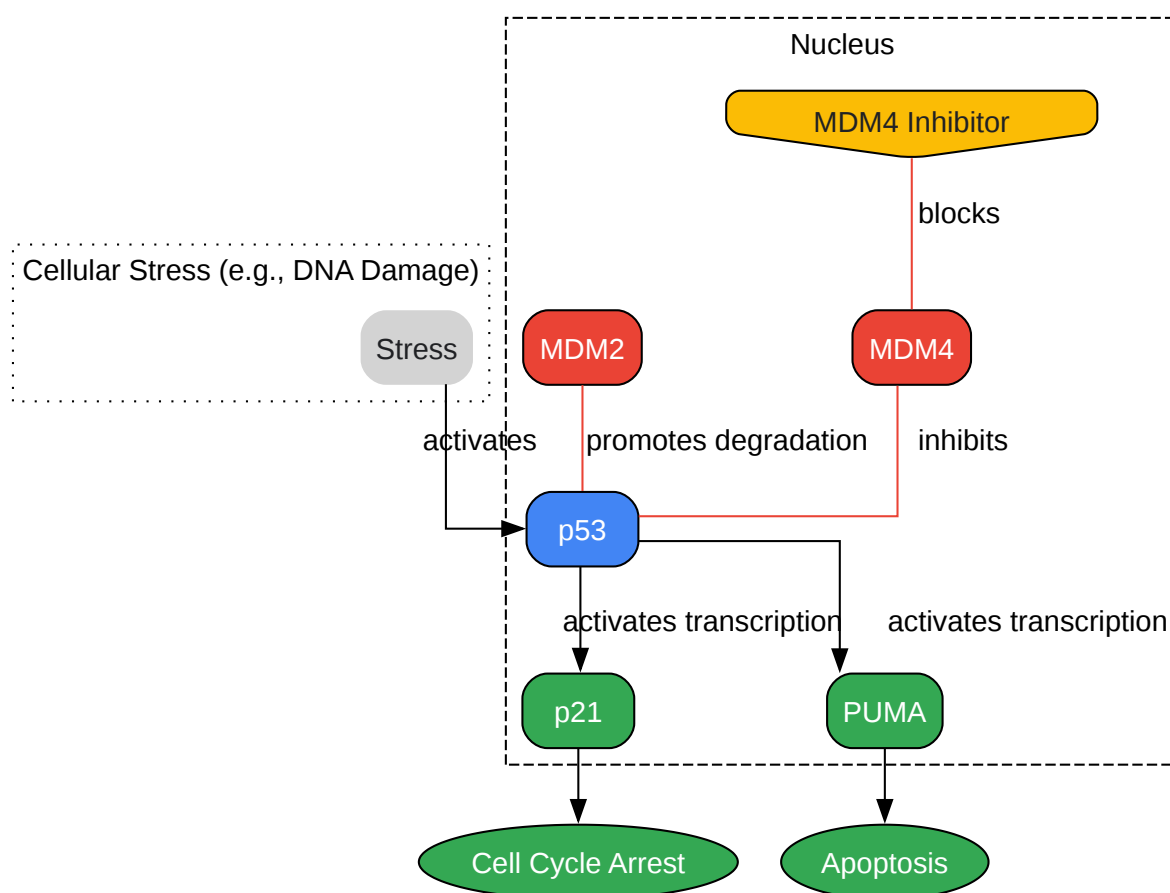 Nucleus
MDM4 Inhibitor
blocks
Cellular Stress (e.g., DNA Damage)
Stress
MDM2
MDM4
activates
promotes degradation
inhibits
p53
activates transcription
activates transcription
p21
PUMA
Cell Cycle Arrest
Apoptosis